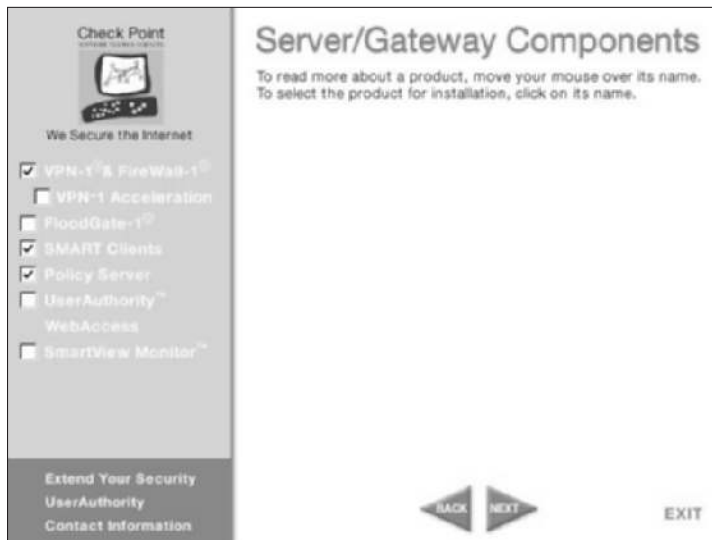 Check Point
We Secure the Internet
VPN-1® & FireWall-1®
VPN-1 Acceleration
FloodGate-1®
SMART Clients
Policy Server
UserAuthority™
WebAccess
SmartView Monitor™
Extend Your Security
UserAuthority
Contact Information
Server/Gateway Components
To read more about a product, move your mouse over its name.
To select the product for installation, click on its name.
BACK NEXT
EXIT